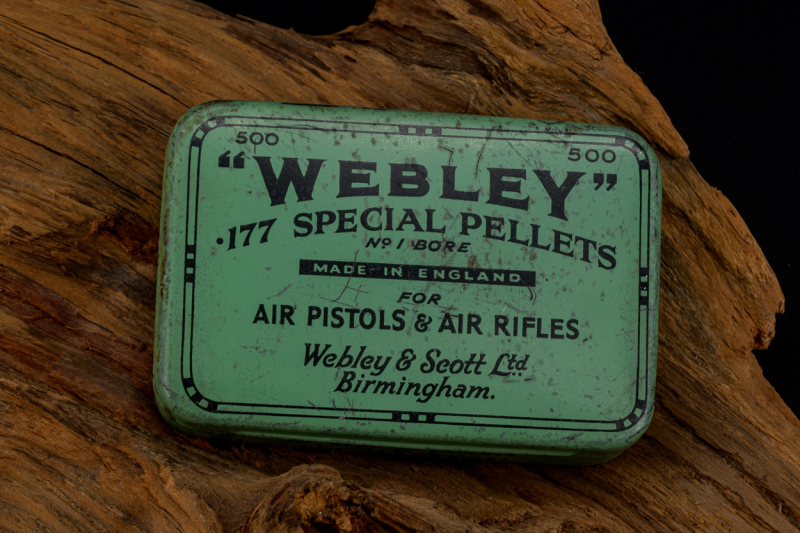 500 500
“WEBLEY”
·177 SPECIAL PELLETS
Nº 1 BORE
MADE IN ENGLAND
FOR
AIR PISTOLS & AIR RIFLES
Webley & Scott Ltd
Birmingham.